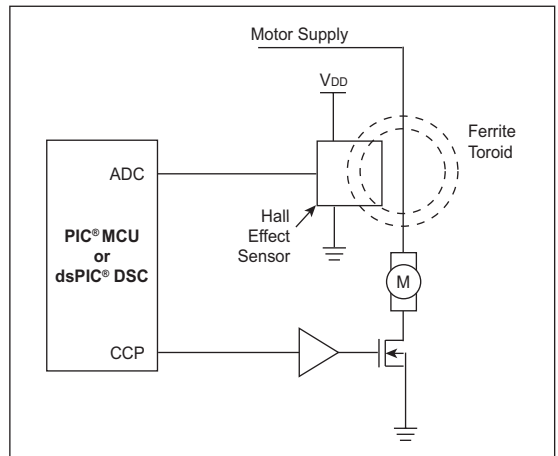 Motor Supply
VDD
Ferrite
Toroid
ADC
Hall
Effect
Sensor
PIC® MCU
or
dsPIC® DSC
M
CCP